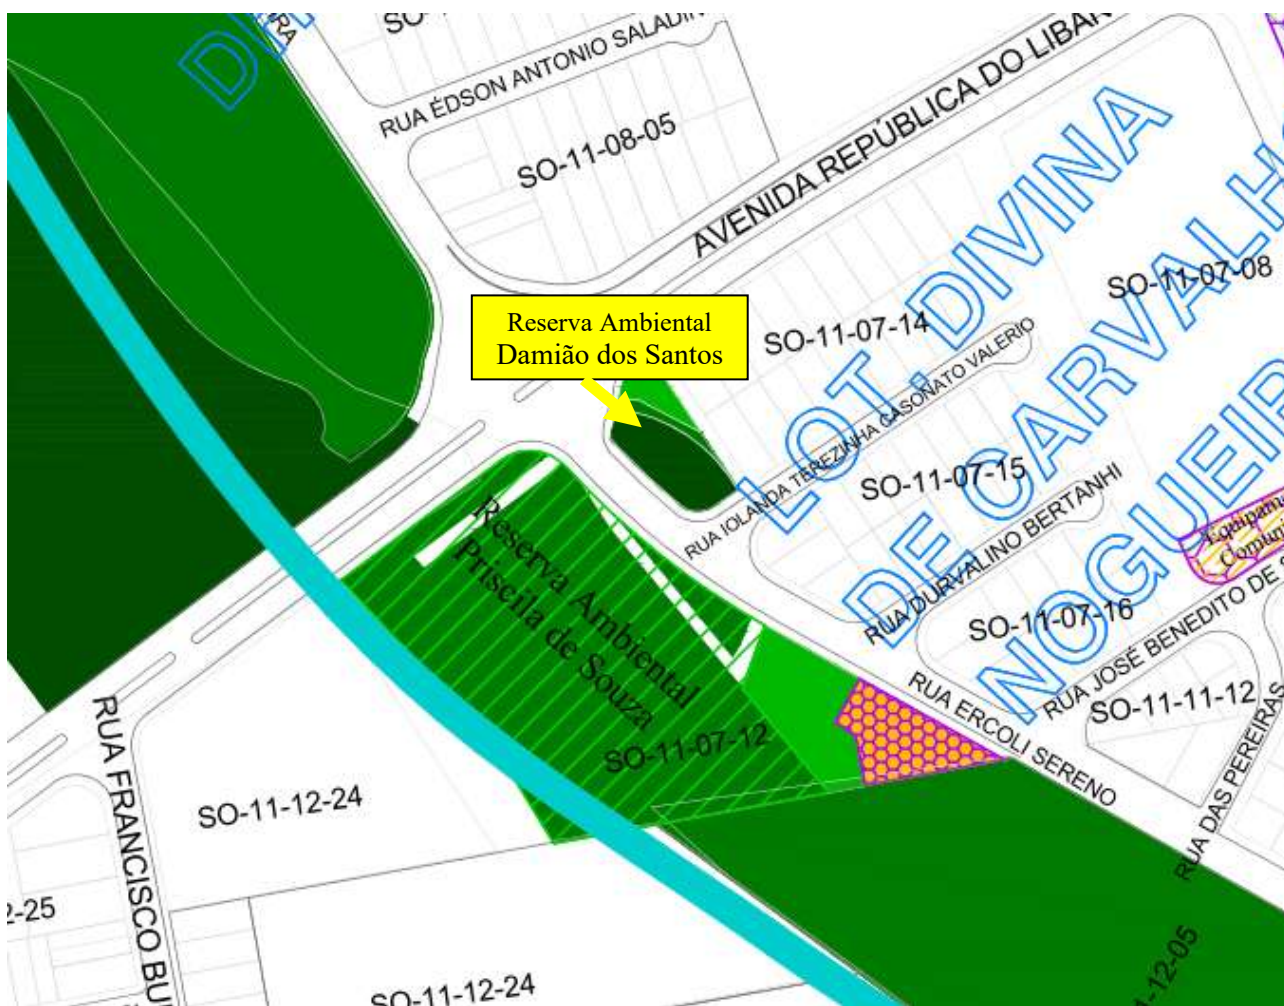 RUA ÉDSON ANTONIO SALADIN
SO-11-08-05
AVENIDA REPÚBLICA DO LIBAN
Reserva Ambiental
Damião dos Santos
SO-11-07-14
SO-11-07-08
LOT. DIVINA
DE CARVALHO
NOGUEIR
RUA IOLANDA TEREZINHA CASONATO VALERIO
SO-11-07-15
RUA DURVALINO BERTANHI
SO-11-07-16
RUA JOSÉ BENEDITO DE S
SO-11-11-12
Reserva Ambiental
Priscila de Souza
SO-11-07-12
RUA ERCOLI SERENO
RUA DAS PEREIRAS
RUA FRANCISCO BU
SO-11-12-24
2-25
SO-11-12-24
1-12-05